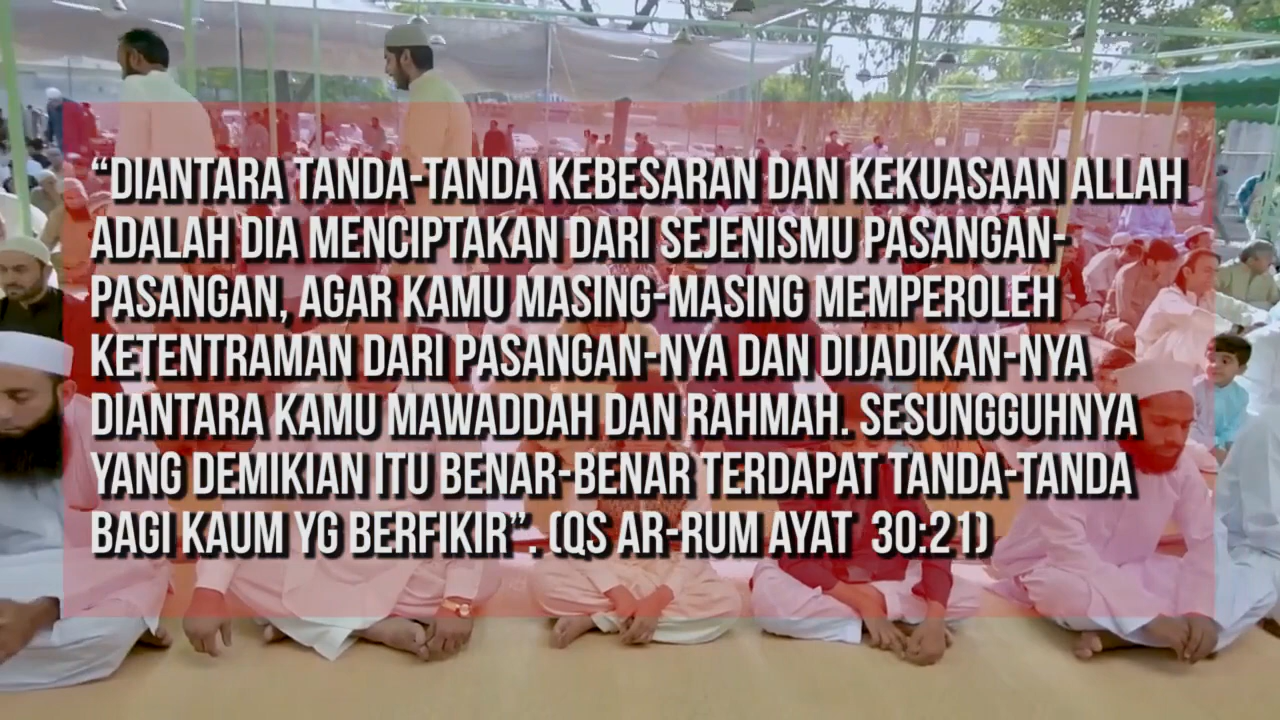 “DIANTARA TANDA-TANDA KEBESARAN DAN KEKUASAAN ALLAH
ADALAH DIA MENCIPTAKAN DARI SEJENISMU PASANGAN-
PASANGAN, AGAR KAMU MASING-MASING MEMPEROLEH
KETENTRAMAN DARI PASANGAN-NYA DAN DIJADIKAN-NYA
DIANTARA KAMU MAWADDAH DAN RAHMAH. SESUNGGUHNYA
YANG DEMIKIAN ITU BENAR-BENAR TERDAPAT TANDA-TANDA
BAGI KAUM YG BERFIKIR”. (QS AR-RUM AYAT  30:21)